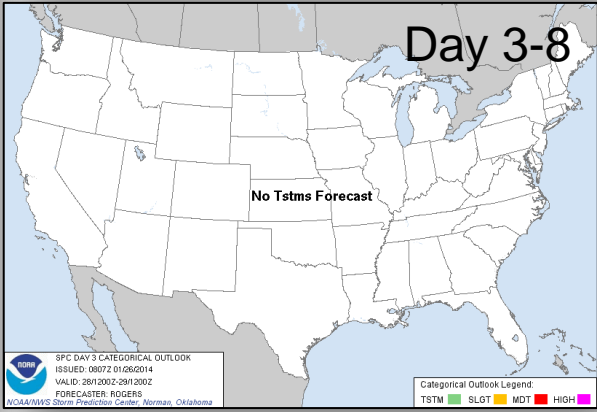 Day 3-8
No Tstms Forecast
NOAA
SPC DAY 3 CATEGORICAL OUTLOOK
ISSUED: 0807Z 01/26/2014
VALID: 28/1200Z-29/1200Z
FORECASTER: ROGERS
NOAA/NWS Storm Prediction Center, Norman, Oklahoma
Categorical Outlook Legend:
TSTM SLGT MDT HIGH